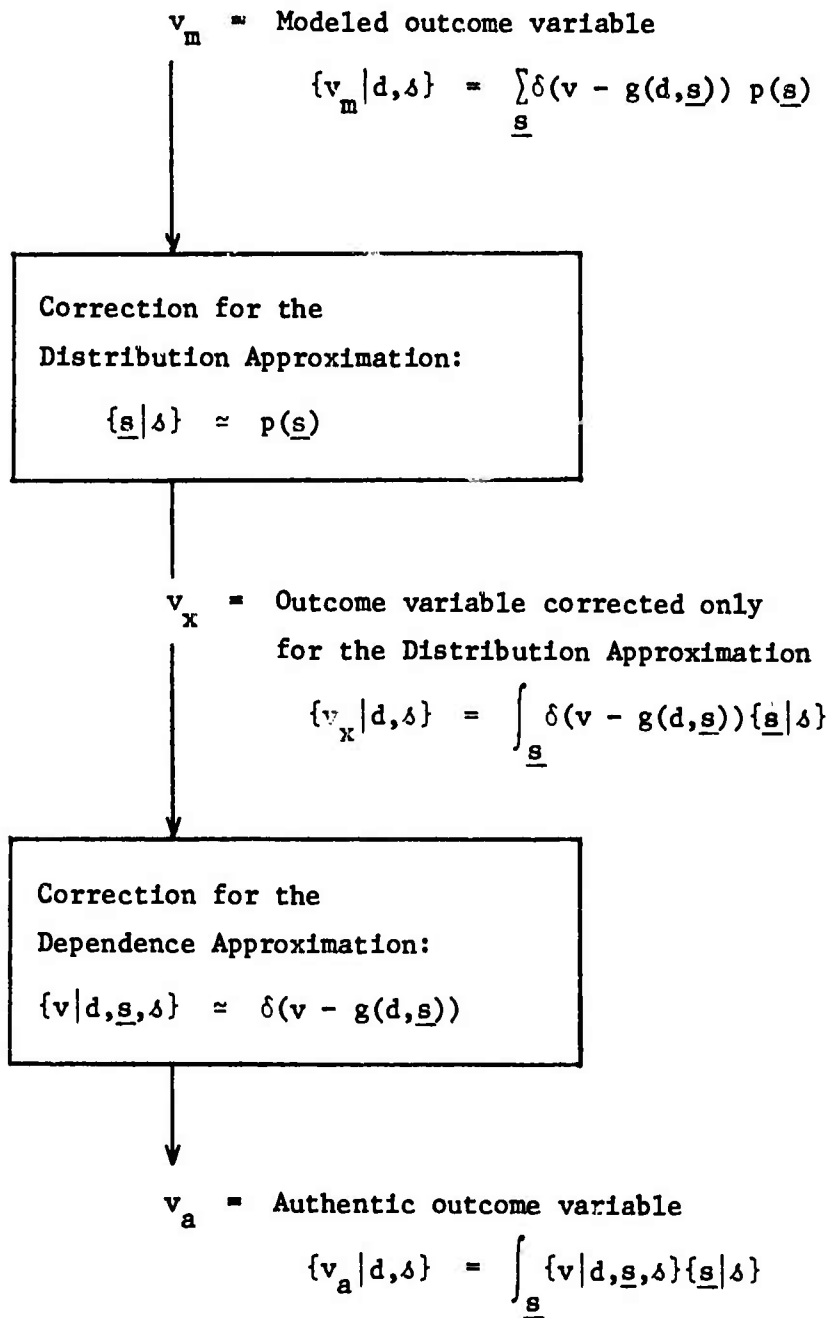 v_m = Modeled outcome variable
{v_m|d,𝓈} = ∑_s̲ δ(v - g(d,s̲)) p(s̲)
Correction for the
Distribution Approximation:
{s̲|𝓈} ≃ p(s̲)
v_x = Outcome variable corrected only
for the Distribution Approximation
{v_x|d,𝓈} = ∫_s̲ δ(v - g(d,s̲)){s̲|𝓈}
Correction for the
Dependence Approximation:
{v|d,s̲,𝓈} ≃ δ(v - g(d,s̲))
v_a = Authentic outcome variable
{v_a|d,𝓈} = ∫_s̲ {v|d,s̲,𝓈}{s̲|𝓈}